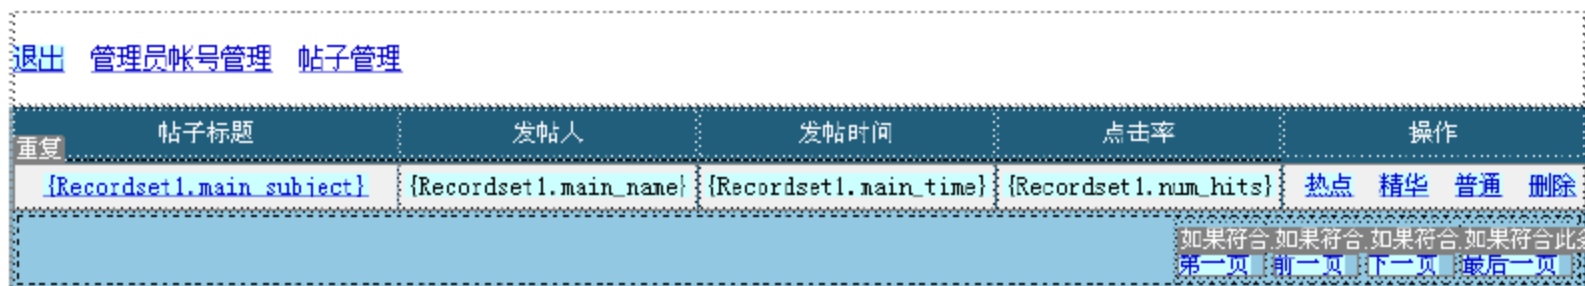 退出 管理员帐号管理 帖子管理
帖子标题 发帖人 发帖时间 点击率 操作
重复
{Recordset1.main_subject} {Recordset1.main_name} {Recordset1.main_time} {Recordset1.num_hits} 热点 精华 普通 删除
如果符合 如果符合 如果符合 如果符合此
第一页 前一页 下一页 最后一页